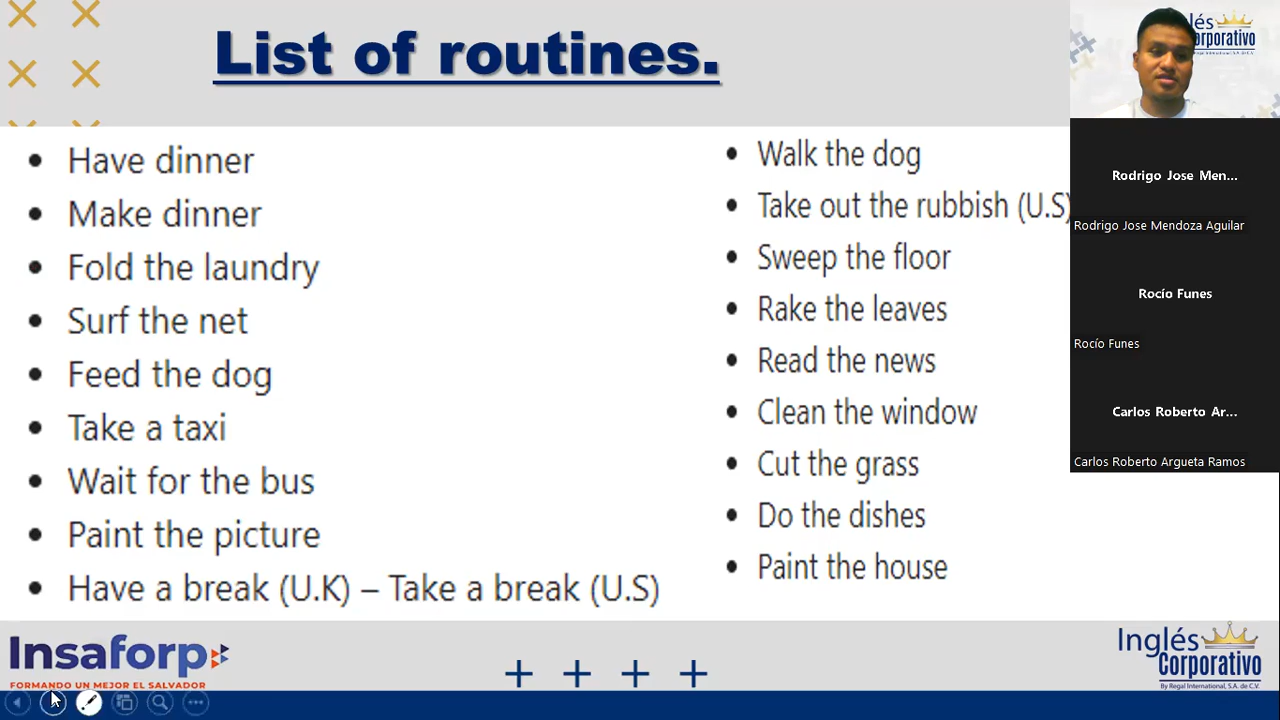 List of routines.
• Have dinner
• Make dinner
• Fold the laundry
• Surf the net
• Feed the dog
• Take a taxi
• Wait for the bus
• Paint the picture
• Have a break (U.K) – Take a break (U.S)
• Walk the dog
• Take out the rubbish (U.S)
• Sweep the floor
• Rake the leaves
• Read the news
• Clean the window
• Cut the grass
• Do the dishes
• Paint the house
Corporativo
Rodrigo Jose Men...
Rodrigo Jose Mendoza Aguilar
Rocío Funes
Rocío Funes
Carlos Roberto Ar...
Carlos Roberto Argueta Ramos
Insaforp
FORMANDO UN MEJOR EL SALVADOR
Inglés
Corporativo
By Regal International, S.A. de C.V.